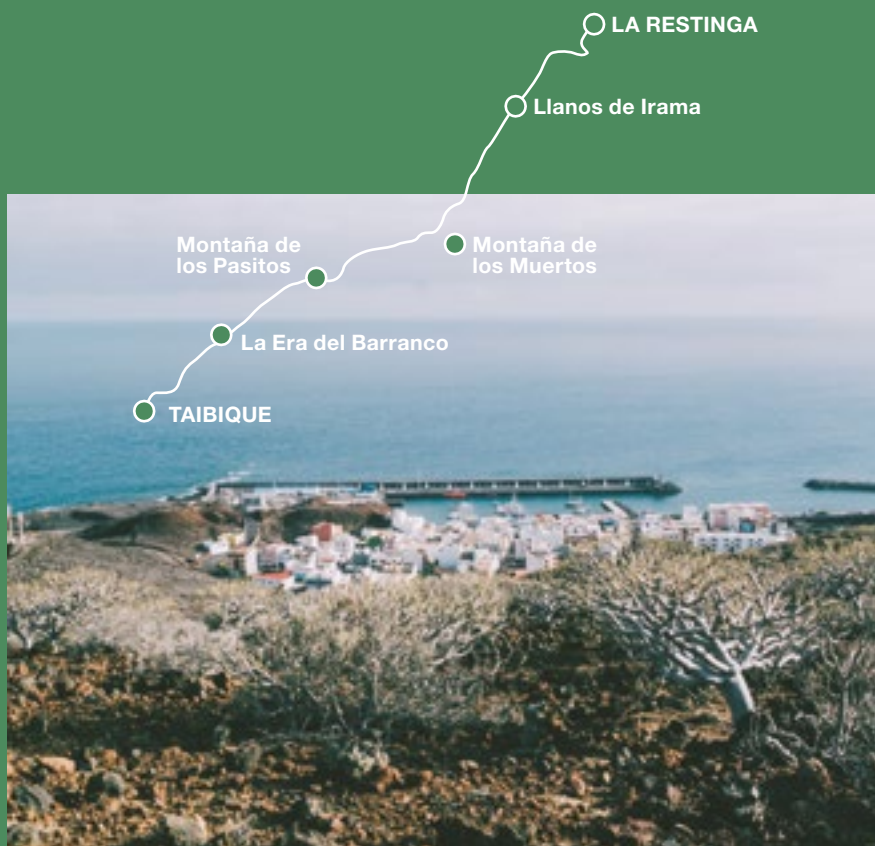 LA RESTINGA
Llanos de Irama
Montaña de
los Pasitos
Montaña de
los Muertos
La Era del Barranco
TAIBIQUE